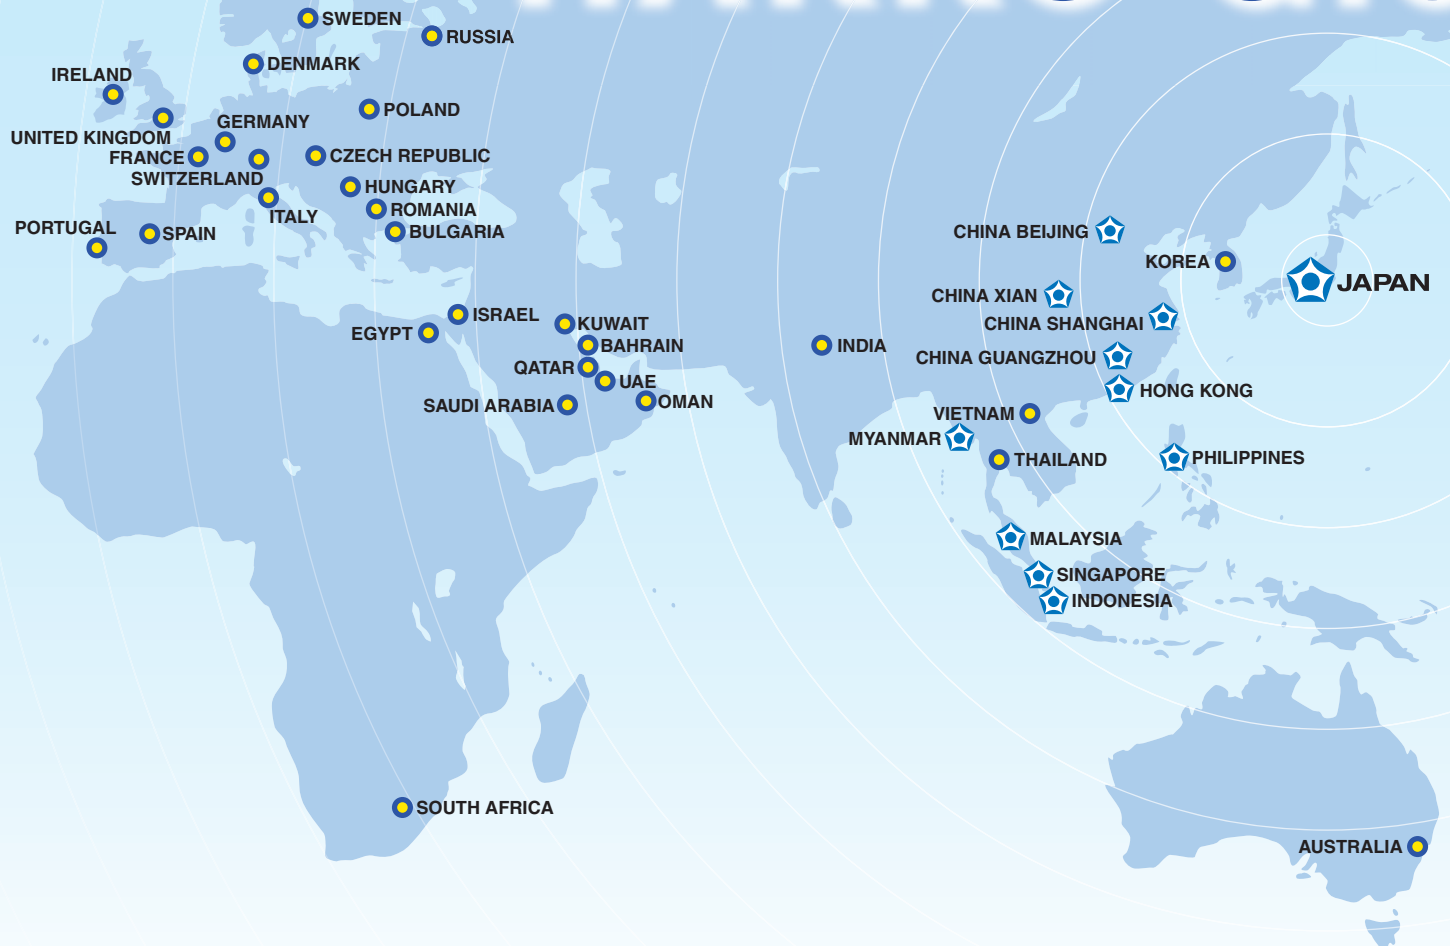 SWEDEN
RUSSIA
DENMARK
IRELAND
POLAND
GERMANY
UNITED KINGDOM
FRANCE
CZECH REPUBLIC
SWITZERLAND
HUNGARY
ITALY
ROMANIA
PORTUGAL
SPAIN
BULGARIA
CHINA BEIJING
KOREA
JAPAN
CHINA XIAN
ISRAEL
KUWAIT
CHINA SHANGHAI
EGYPT
BAHRAIN
INDIA
CHINA GUANGZHOU
QATAR
UAE
HONG KONG
SAUDI ARABIA
OMAN
VIETNAM
MYANMAR
THAILAND
PHILIPPINES
MALAYSIA
SINGAPORE
INDONESIA
SOUTH AFRICA
AUSTRALIA